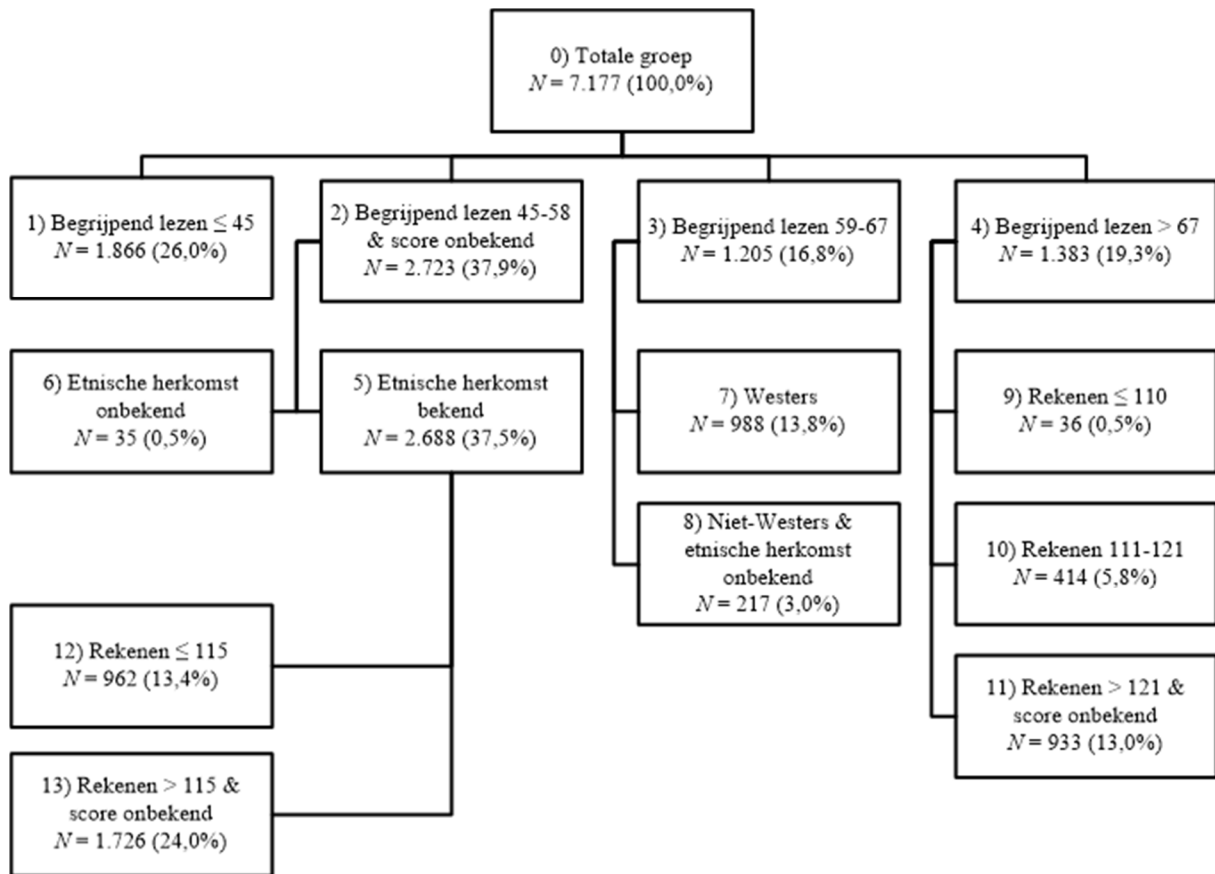 0) Totale groep
N = 7.177 (100,0%)
1) Begrijpend lezen ≤ 45
N = 1.866 (26,0%)
2) Begrijpend lezen 45-58
& score onbekend
N = 2.723 (37,9%)
3) Begrijpend lezen 59-67
N = 1.205 (16,8%)
4) Begrijpend lezen > 67
N = 1.383 (19,3%)
6) Etnische herkomst
onbekend
N = 35 (0,5%)
5) Etnische herkomst
bekend
N = 2.688 (37,5%)
7) Westers
N = 988 (13,8%)
9) Rekenen ≤ 110
N = 36 (0,5%)
8) Niet-Westers &
etnische herkomst
onbekend
N = 217 (3,0%)
10) Rekenen 111-121
N = 414 (5,8%)
12) Rekenen ≤ 115
N = 962 (13,4%)
11) Rekenen > 121 &
score onbekend
N = 933 (13,0%)
13) Rekenen > 115 &
score onbekend
N = 1.726 (24,0%)